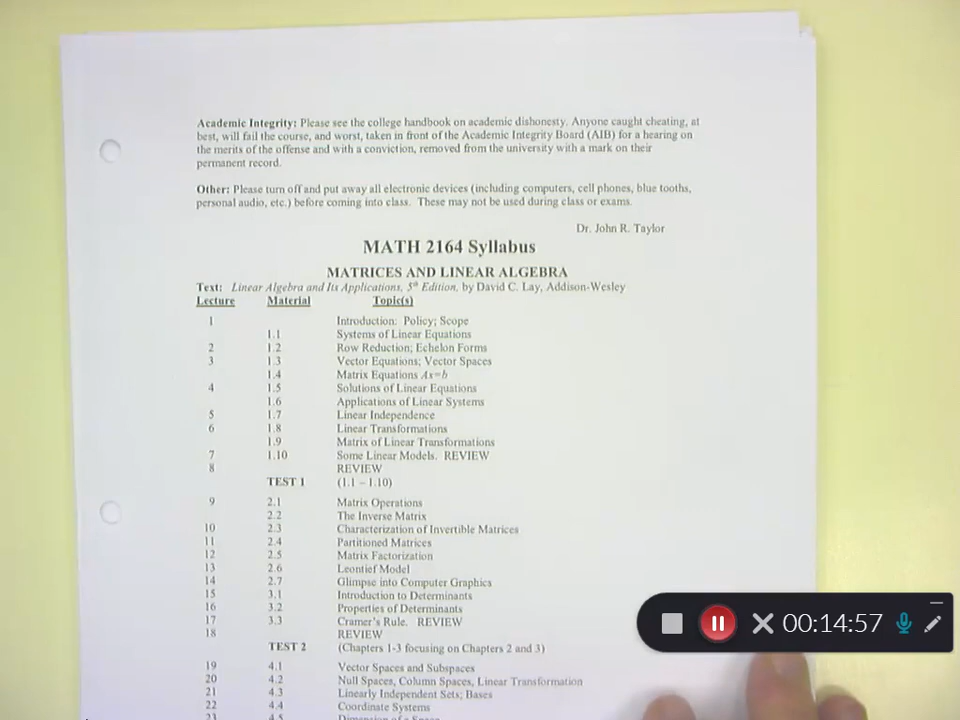 Academic Integrity: Please see the college handbook on academic dishonesty. Anyone caught cheating, at
best, will fail the course, and worst, taken in front of the Academic Integrity Board (AIB) for a hearing on
the merits of the offense and with a conviction, removed from the university with a mark on their
permanent record.
Other: Please turn off and put away all electronic devices (including computers, cell phones, blue tooths,
personal audio, etc.) before coming into class. These may not be used during class or exams.
Dr. John R. Taylor
MATH 2164 Syllabus
MATRICES AND LINEAR ALGEBRA
Text: Linear Algebra and Its Applications, 5th Edition, by David C. Lay, Addison-Wesley
Lecture Material Topic(s)
1 Introduction: Policy; Scope
1.1 Systems of Linear Equations
2 1.2 Row Reduction; Echelon Forms
3 1.3 Vector Equations; Vector Spaces
1.4 Matrix Equations Ax=b
4 1.5 Solutions of Linear Equations
1.6 Applications of Linear Systems
5 1.7 Linear Independence
6 1.8 Linear Transformations
1.9 Matrix of Linear Transformations
7 1.10 Some Linear Models. REVIEW
8 REVIEW
TEST 1 (1.1 – 1.10)
9 2.1 Matrix Operations
2.2 The Inverse Matrix
10 2.3 Characterization of Invertible Matrices
11 2.4 Partitioned Matrices
12 2.5 Matrix Factorization
13 2.6 Leontief Model
14 2.7 Glimpse into Computer Graphics
15 3.1 Introduction to Determinants
16 3.2 Properties of Determinants
17 3.3 Cramer's Rule. REVIEW
18 REVIEW
TEST 2 (Chapters 1-3 focusing on Chapters 2 and 3)
19 4.1 Vector Spaces and Subspaces
20 4.2 Null Spaces, Column Spaces, Linear Transformation
21 4.3 Linearly Independent Sets; Bases
22 4.4 Coordinate Systems
23 4.5 Dimension of a Space
00:14:57